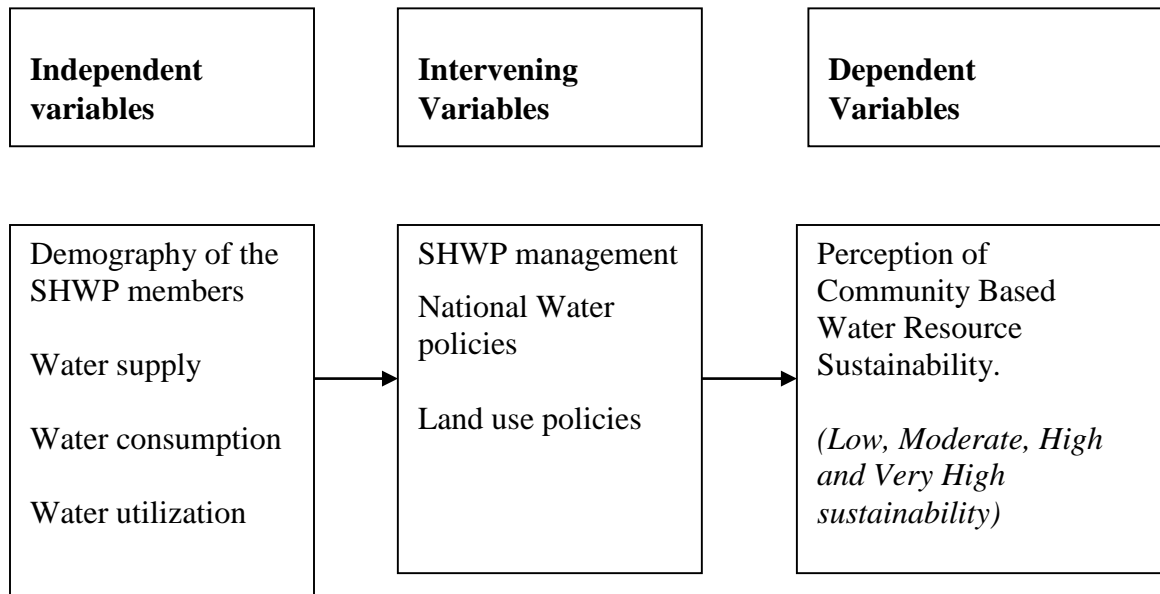 Independent
variables
Intervening
Variables
Dependent
Variables
Demography of the
SHWP members
Water supply
Water consumption
Water utilization
SHWP management
National Water
policies
Land use policies
Perception of
Community Based
Water Resource
Sustainability.
(Low, Moderate, High
and Very High
sustainability)